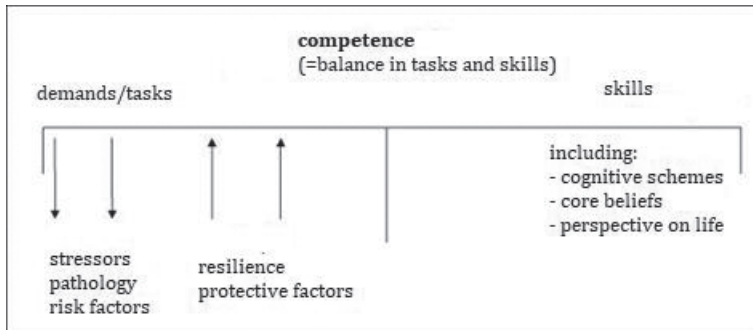 competence
(=balance in tasks and skills)
demands/tasks
skills
including:
- cognitive schemes
- core beliefs
- perspective on life
stressors
pathology
risk factors
resilience
protective factors